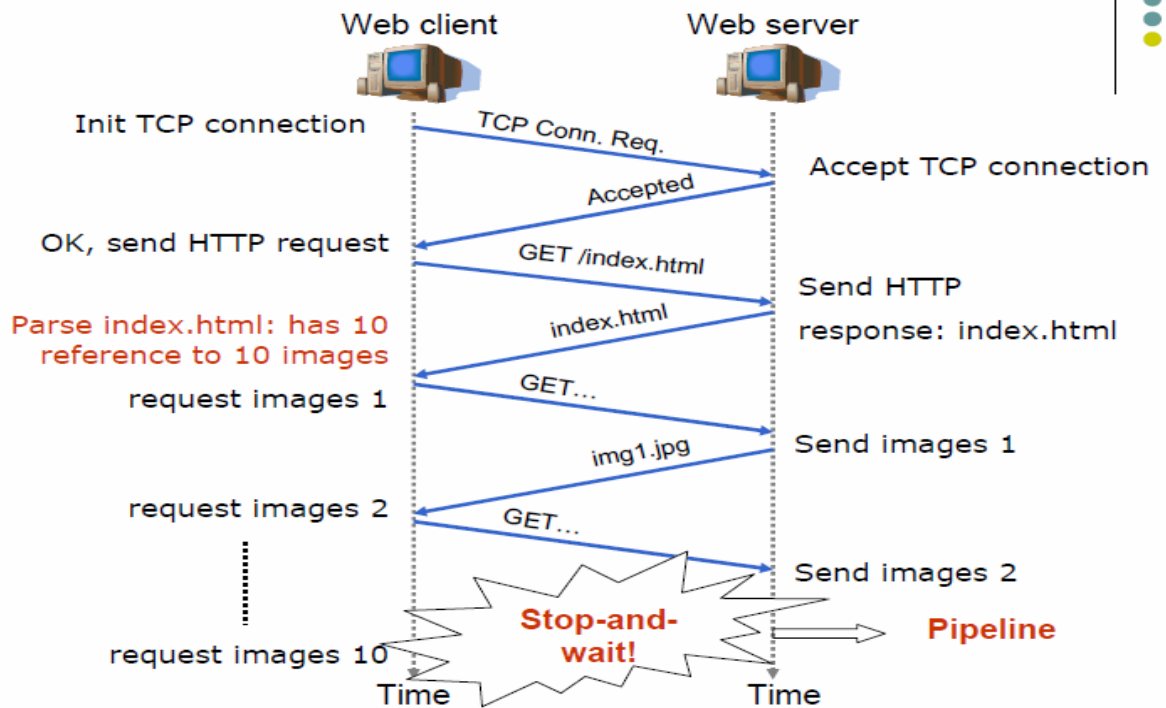 Web client
Web server
Init TCP connection
TCP Conn. Req.
Accept TCP connection
Accepted
OK, send HTTP request
GET /index.html
Send HTTP
response: index.html
index.html
Parse index.html: has 10
reference to 10 images
request images 1
GET...
Send images 1
img1.jpg
request images 2
GET...
Send images 2
Stop-and-
wait!
Pipeline
request images 10
Time
Time